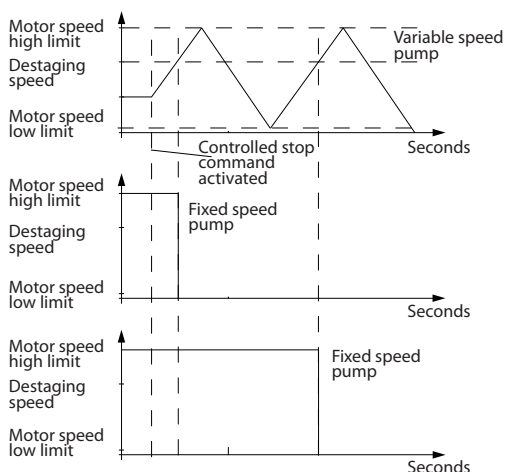 Motor speed
high limit
Destaging
speed
Motor speed
low limit
Variable speed
pump
Seconds
Controlled stop
command
activated
Motor speed
high limit
Destaging
speed
Motor speed
low limit
Fixed speed
pump
Seconds
Motor speed
high limit
Destaging
speed
Motor speed
low limit
Fixed speed
pump
Seconds